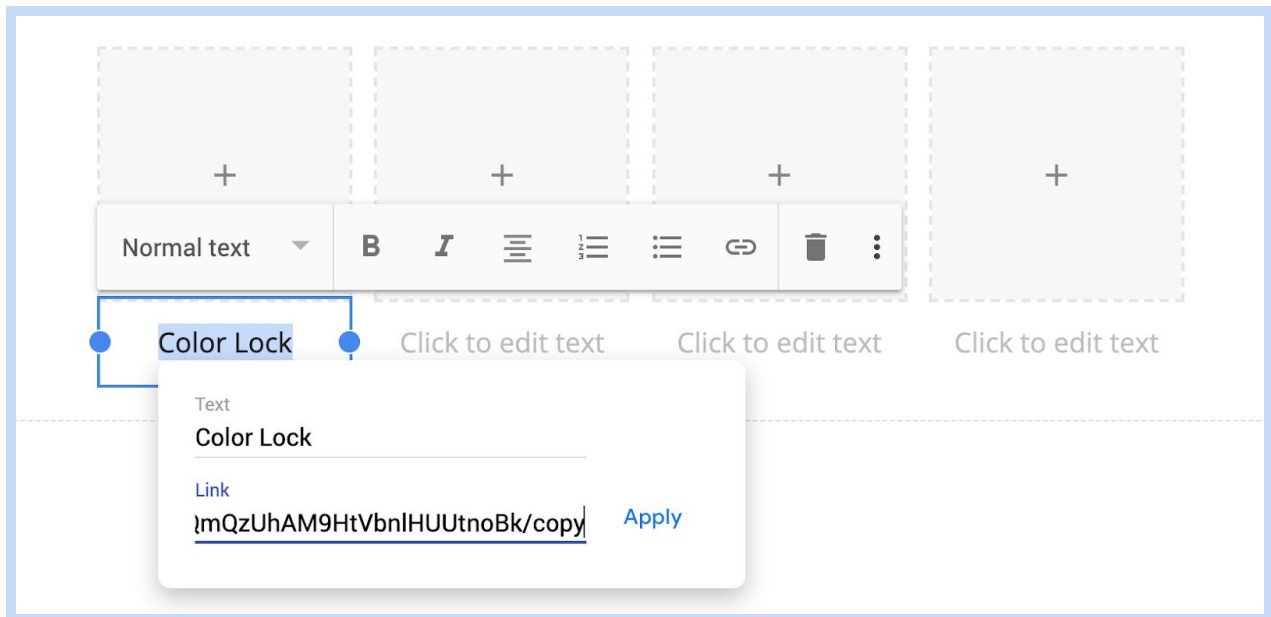 Normal text
Color Lock
Click to edit text
Click to edit text
Click to edit text
Text
Color Lock
Link
mQzUhAM9HtVbnlHUUtnoBk/copy
Apply